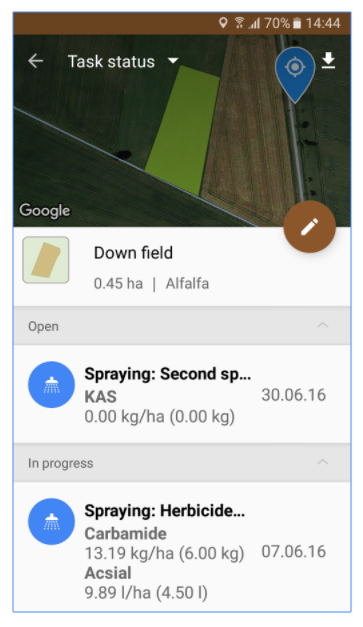 70% 14:44
Task status
Google
Down field
0.45 ha | Alfalfa
Open
Spraying: Second sp...
KAS 30.06.16
0.00 kg/ha (0.00 kg)
In progress
Spraying: Herbicide...
Carbamide
13.19 kg/ha (6.00 kg) 07.06.16
Acsial
9.89 l/ha (4.50 l)